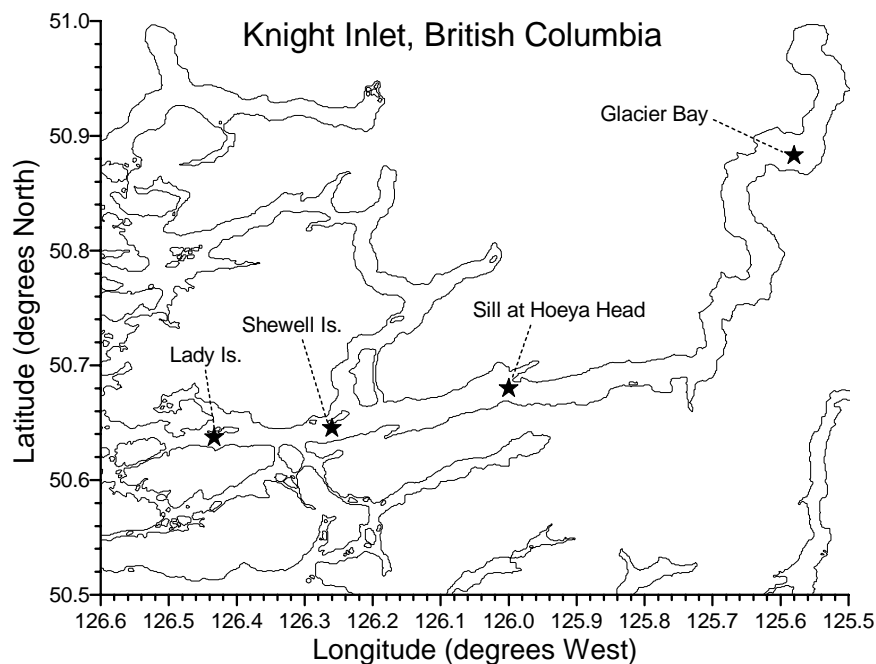 Knight Inlet, British Columbia
51.0
50.9
50.8
50.7
50.6
50.5
Latitude (degrees North)
Glacier Bay
Sill at Hoeya Head
Shewell Is.
Lady Is.
126.6 126.5 126.4 126.3 126.2 126.1 126.0 125.9 125.8 125.7 125.6 125.5
Longitude (degrees West)